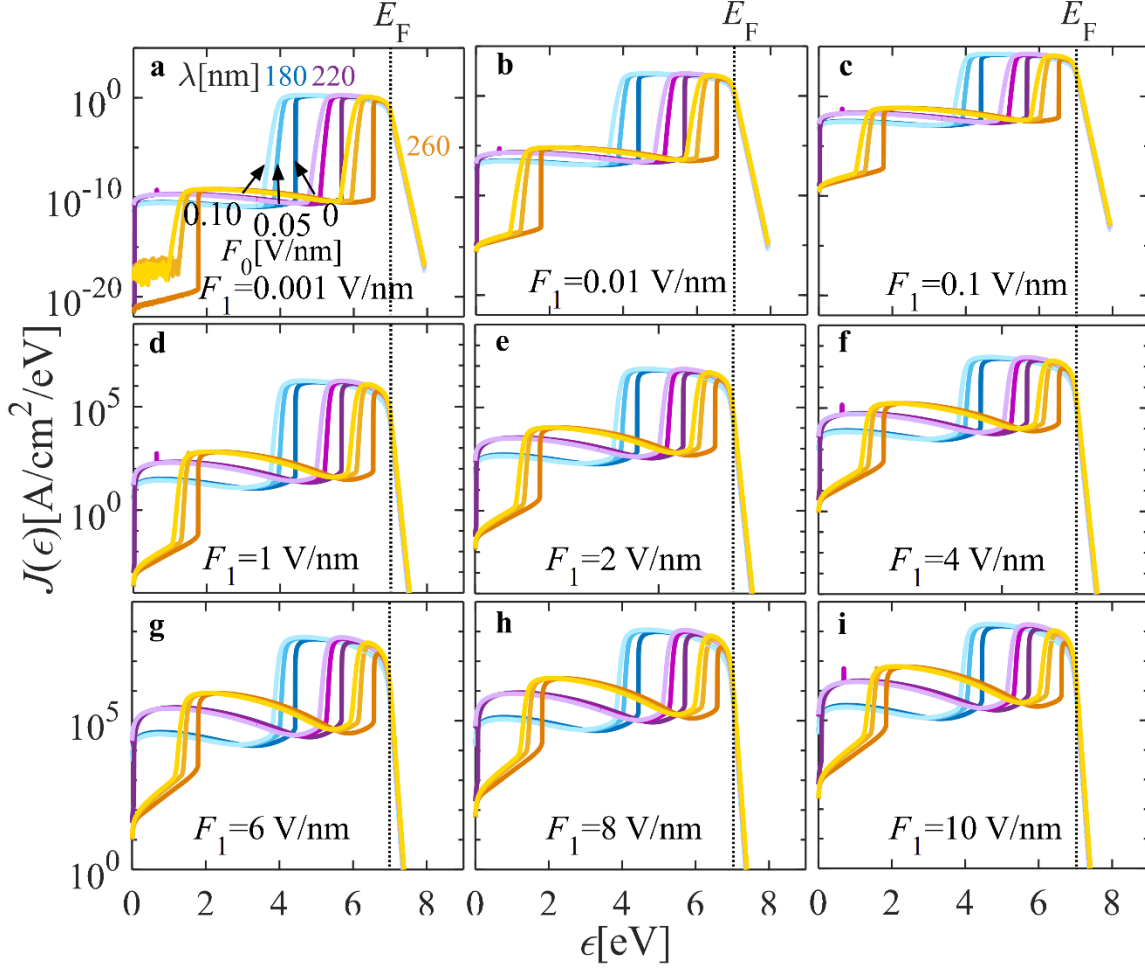 E_F E_F E_F
a b c
λ[nm] 180 220
260
10^0
10^-10
10^-20
0.10 0.05 0
F_0[V/nm]
F_1=0.001 V/nm F_1=0.01 V/nm F_1=0.1 V/nm
d e f
10^5
10^0
F_1=1 V/nm F_1=2 V/nm F_1=4 V/nm
g h i
10^5
10^0
F_1=6 V/nm F_1=8 V/nm F_1=10 V/nm
0 2 4 6 8 0 2 4 6 8 0 2 4 6 8
J(ϵ)[A/cm^2/eV]
ϵ[eV]